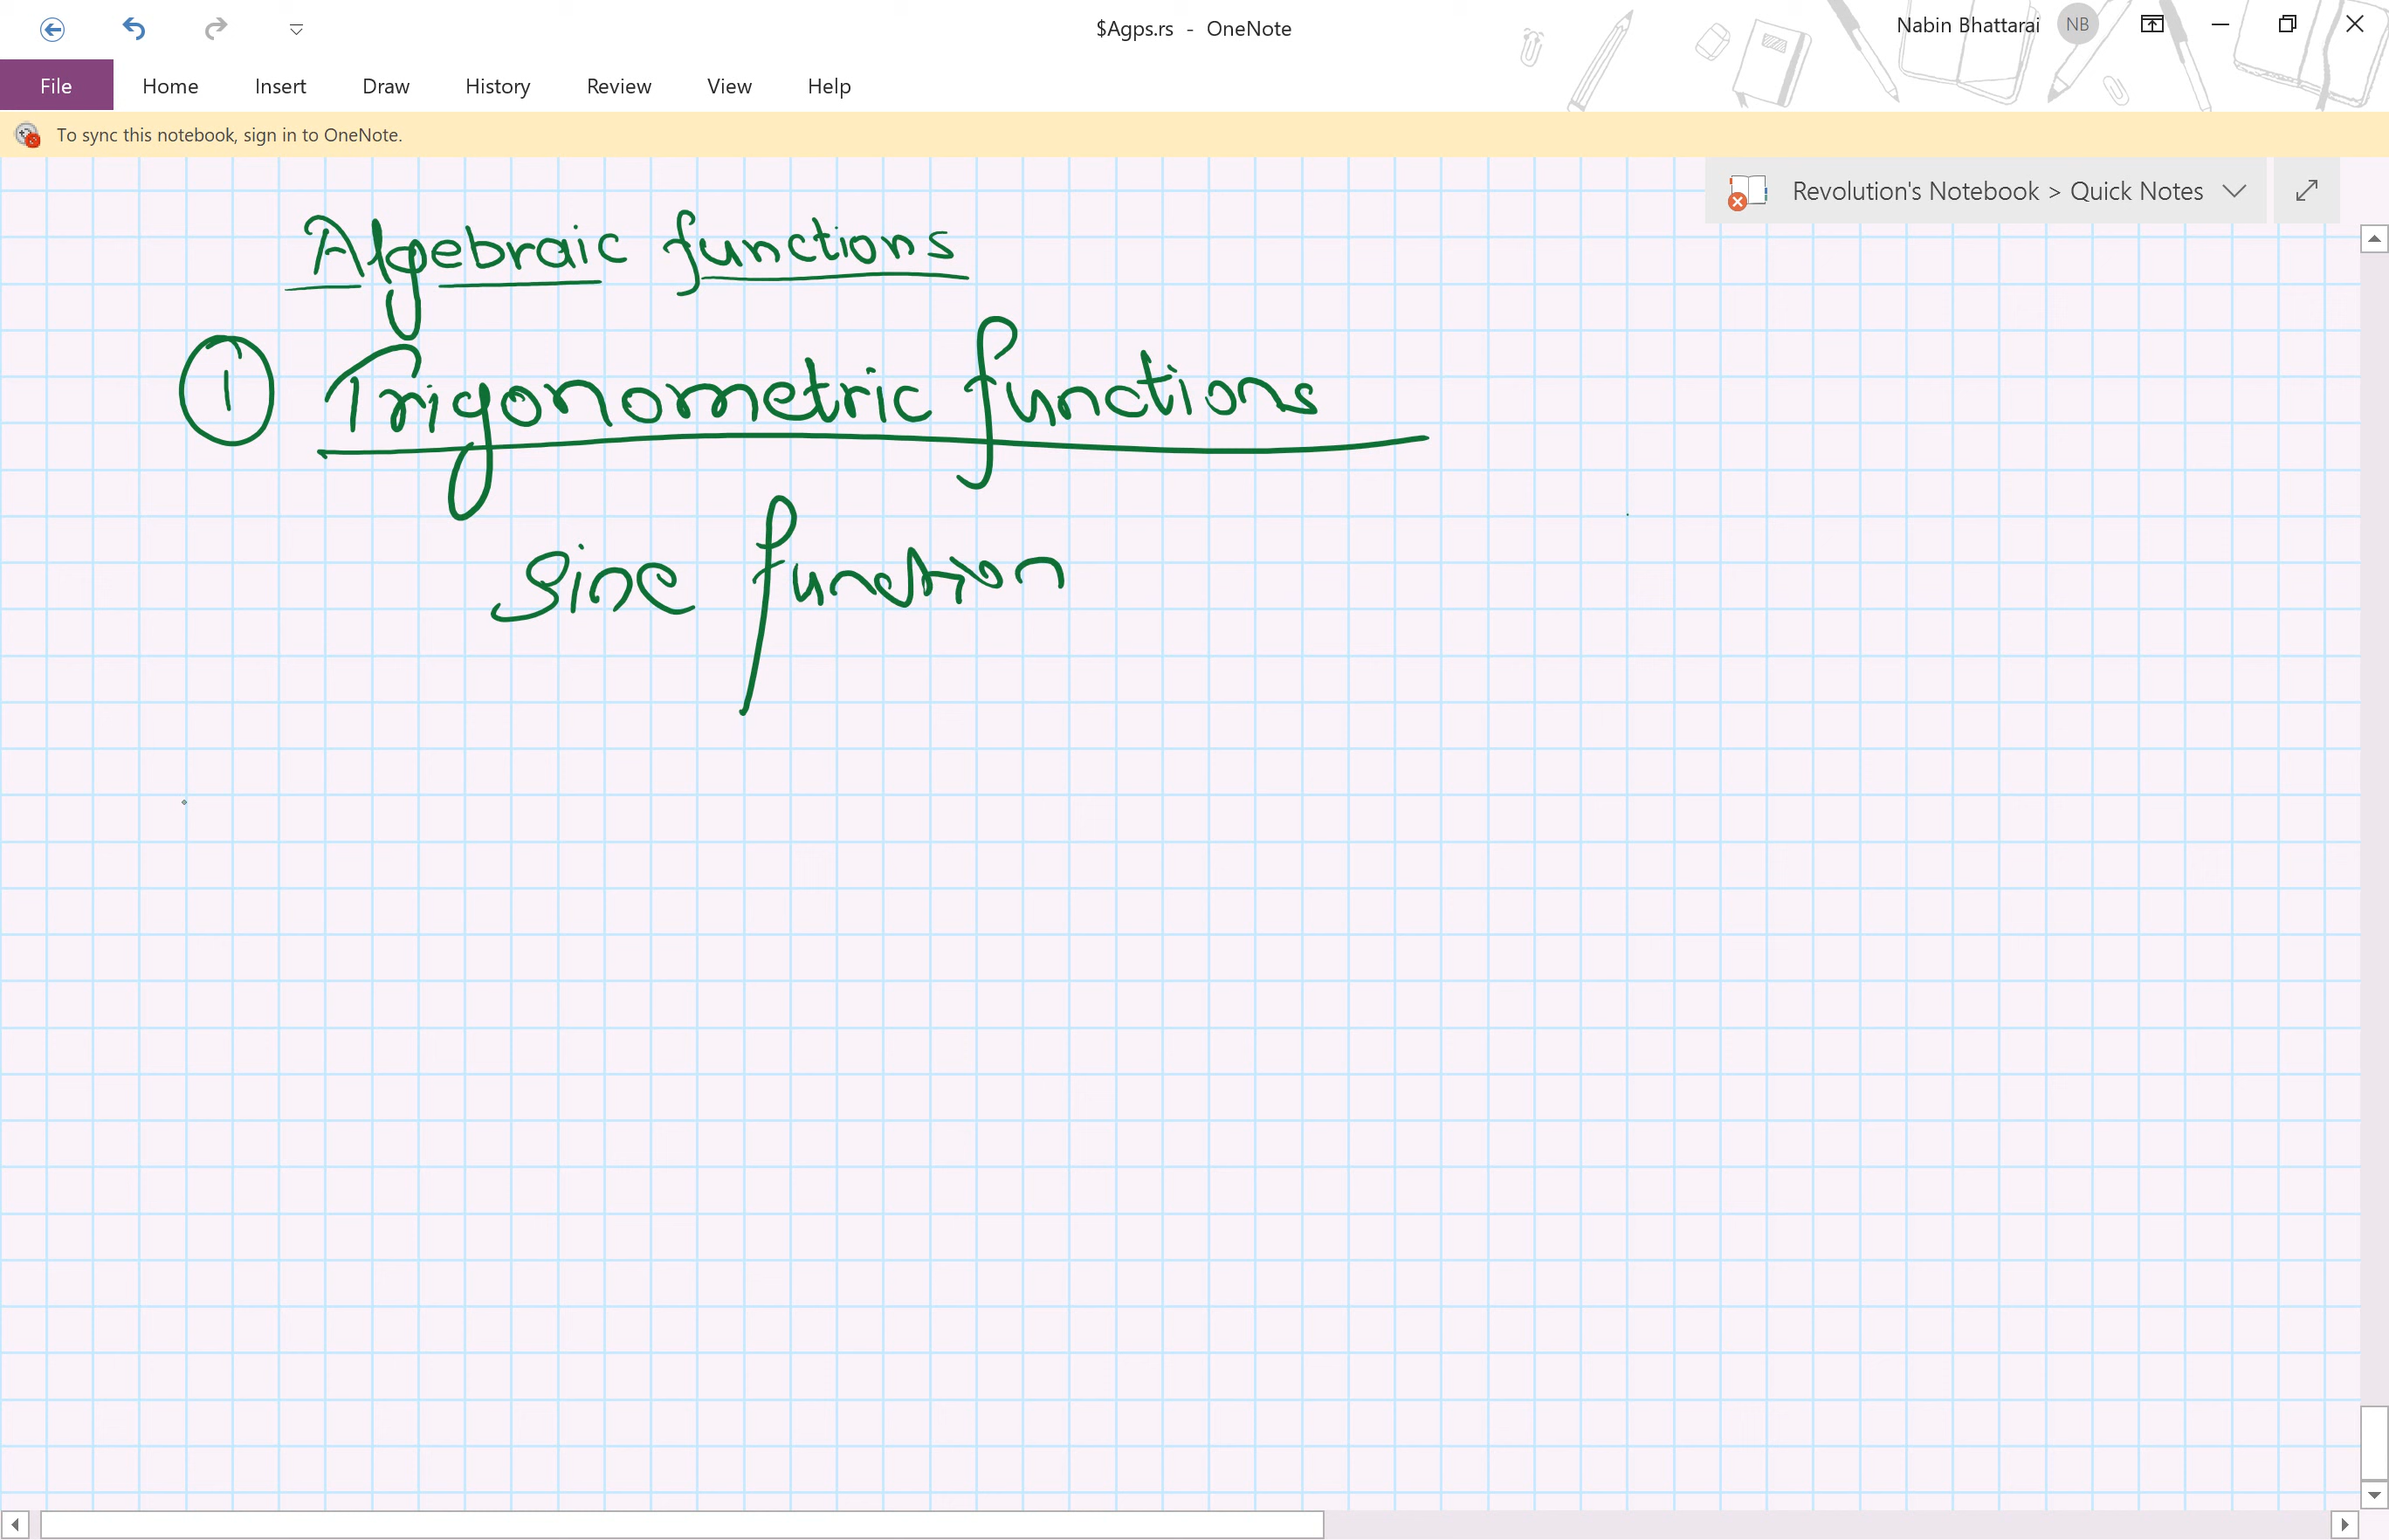 $Agps.rs - OneNote
Nabin Bhattarai NB
File Home Insert Draw History Review View Help
To sync this notebook, sign in to OneNote.
Revolution's Notebook > Quick Notes
Algebraic functions
① Trigonometric functions
Sine function